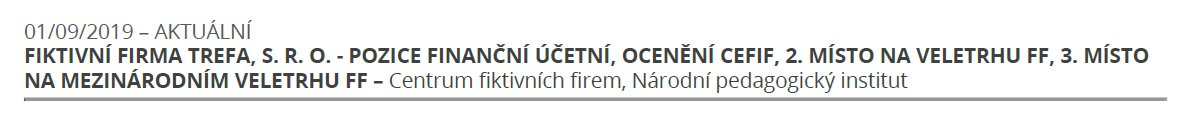 01/09/2019 – AKTUÁLNÍ
FIKTIVNÍ FIRMA TREFA, S. R. O. - POZICE FINANČNÍ ÚČETNÍ, OCENĚNÍ CEFIF, 2. MÍSTO NA VELETRHU FF, 3. MÍSTO
NA MEZINÁRODNÍM VELETRHU FF – Centrum fiktivních firem, Národní pedagogický institut